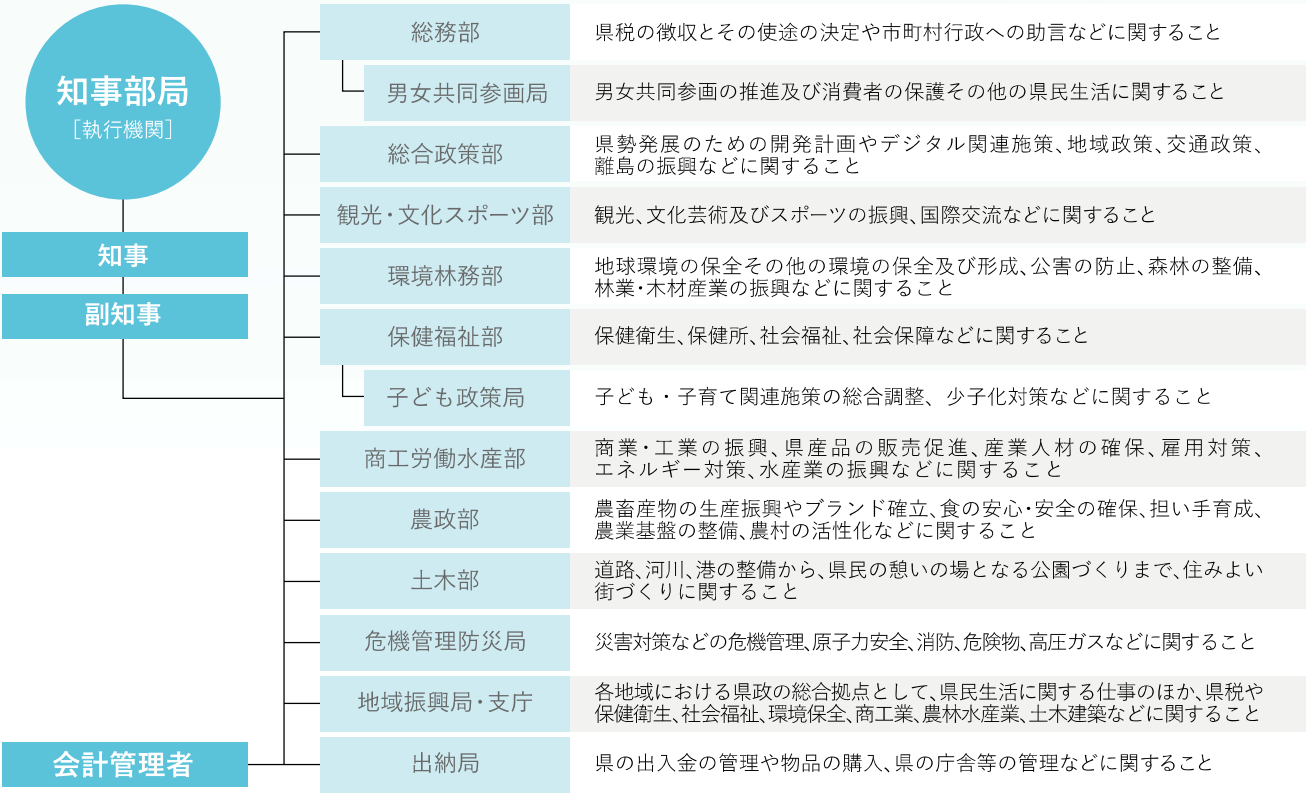 知事部局
［執行機関］
知事
副知事
会計管理者
総務部
県税の徴収とその使途の決定や市町村行政への助言などに関すること
男女共同参画局
男女共同参画の推進及び消費者の保護その他の県民生活に関すること
総合政策部
県勢発展のための開発計画やデジタル関連施策、地域政策、交通政策、
離島の振興などに関すること
観光・文化スポーツ部
観光、文化芸術及びスポーツの振興、国際交流などに関すること
環境林務部
地球環境の保全その他の環境の保全及び形成、公害の防止、森林の整備、
林業・木材産業の振興などに関すること
保健福祉部
保健衛生、保健所、社会福祉、社会保障などに関すること
子ども政策局
子ども・子育て関連施策の総合調整、少子化対策などに関すること
商工労働水産部
商業・工業の振興、県産品の販売促進、産業人材の確保、雇用対策、
エネルギー対策、水産業の振興などに関すること
農政部
農畜産物の生産振興やブランド確立、食の安心・安全の確保、担い手育成、
農業基盤の整備、農村の活性化などに関すること
土木部
道路、河川、港の整備から、県民の憩いの場となる公園づくりまで、住みよい
街づくりに関すること
危機管理防災局
災害対策などの危機管理、原子力安全、消防、危険物、高圧ガスなどに関すること
地域振興局・支庁
各地域における県政の総合拠点として、県民生活に関する仕事のほか、県税や
保健衛生、社会福祉、環境保全、商工業、農林水産業、土木建築などに関すること
出納局
県の出入金の管理や物品の購入、県の庁舎等の管理などに関すること